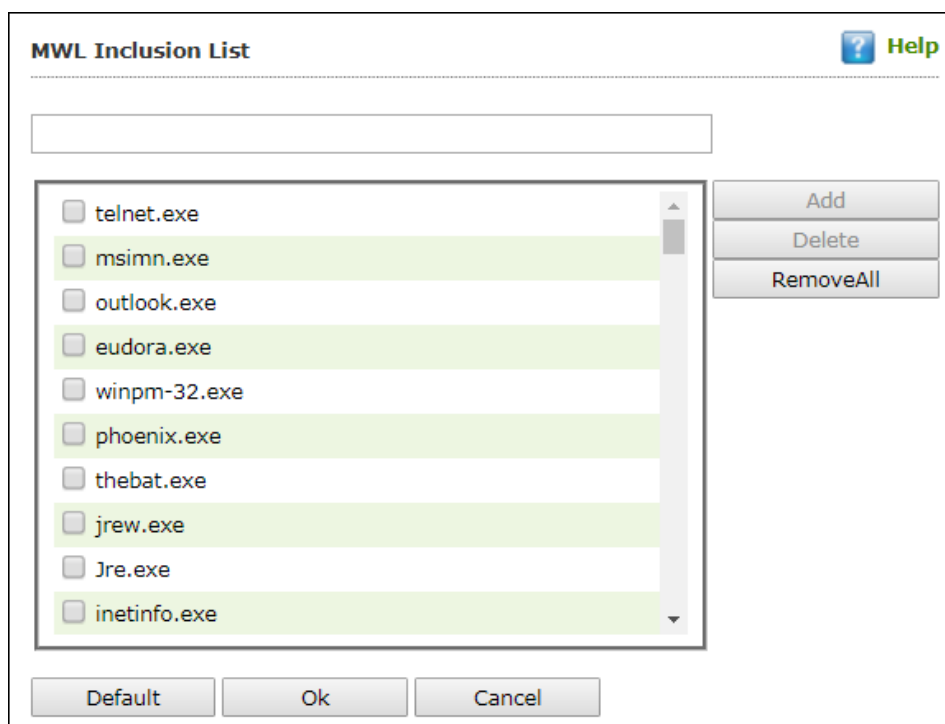 MWL Inclusion List
Help
telnet.exe
Add
msimn.exe
Delete
outlook.exe
RemoveAll
eudora.exe
winpm-32.exe
phoenix.exe
thebat.exe
jrew.exe
Jre.exe
inetinfo.exe
Default
Ok
Cancel